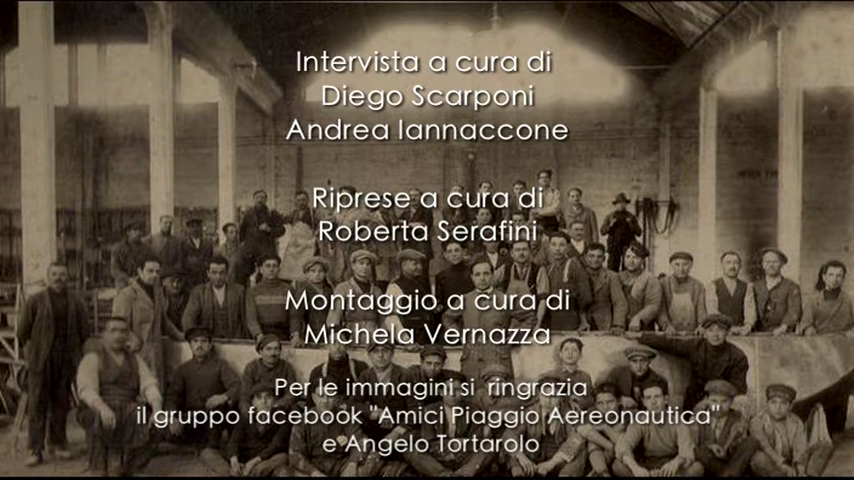 Intervista a cura di
Diego Scarponi
Andrea Iannaccone
Riprese a cura di
Roberta Serafini
Montaggio a cura di
Michela Vernazza
Per le immagini si ringrazia
il gruppo facebook "Amici Piaggio Aereonautica"
e Angelo Tortarolo